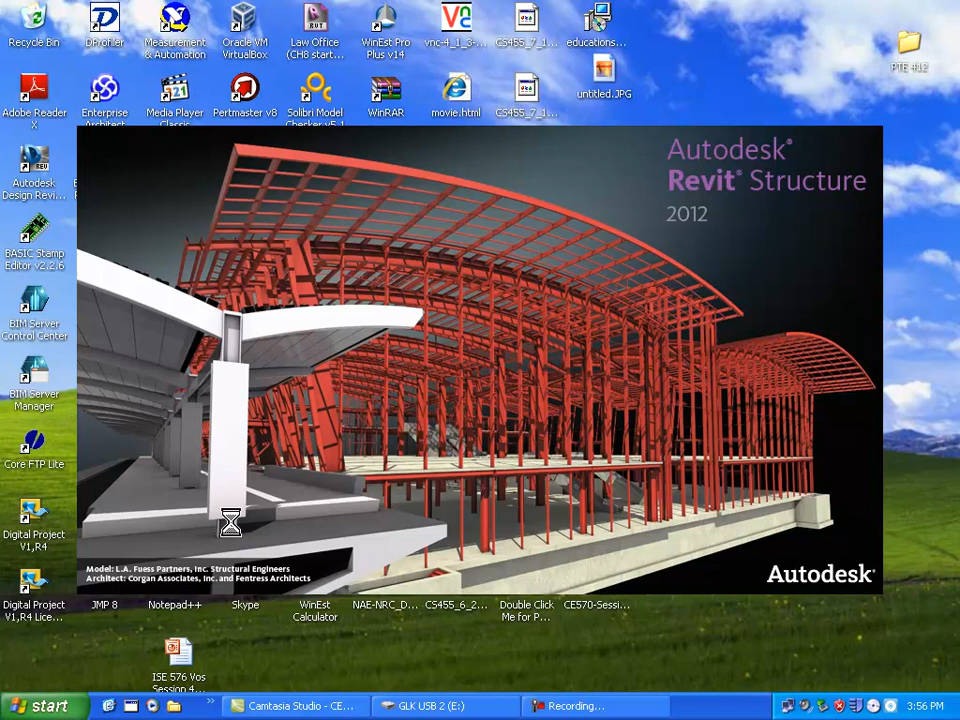 Recycle Bin
DProfiler
Measurement
& Automation
Oracle VM
VirtualBox
Law Office
(CH8 start...
WinEst Pro
Plus v14
vnc-4_1_3-...
CS455_7_1...
educations...
PTE 412
Adobe Reader
X
Enterprise
Architect
Media Player
Classic
Pertmaster v8
Solibri Model
Checker v5.1
WinRAR
movie.html
CS455_7_1...
untitled.JPG
Autodesk
Design Revi...
BASIC Stamp
Editor v2.2.6
BIM Server
Control Center
BIM Server
Manager
Core FTP Lite
Digital Project
V1,R4
Digital Project
V1,R4 Lice...
Autodesk®
Revit® Structure
2012
Model: L.A. Fuess Partners, Inc. Structural Engineers
Architect: Corgan Associates, Inc. and Fentress Architects
Autodesk®
JMP 8
Notepad++
Skype
WinEst
Calculator
NAE-NRC_D...
CS455_6_2...
Double Click
Me for P...
CE570-Sessi...
ISE 576 Vos
Session 4...
start
Camtasia Studio - CE...
GLK USB 2 (E:)
Recording...
3:56 PM